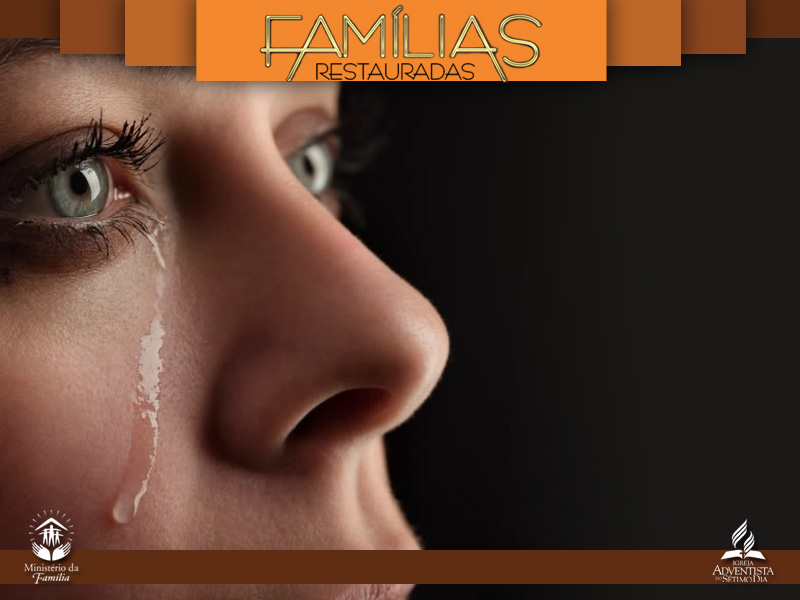 FAMÍLIAS
RESTAURADAS
Ministério da
Família
IGREJA
ADVENTISTA
DO SÉTIMO DIA